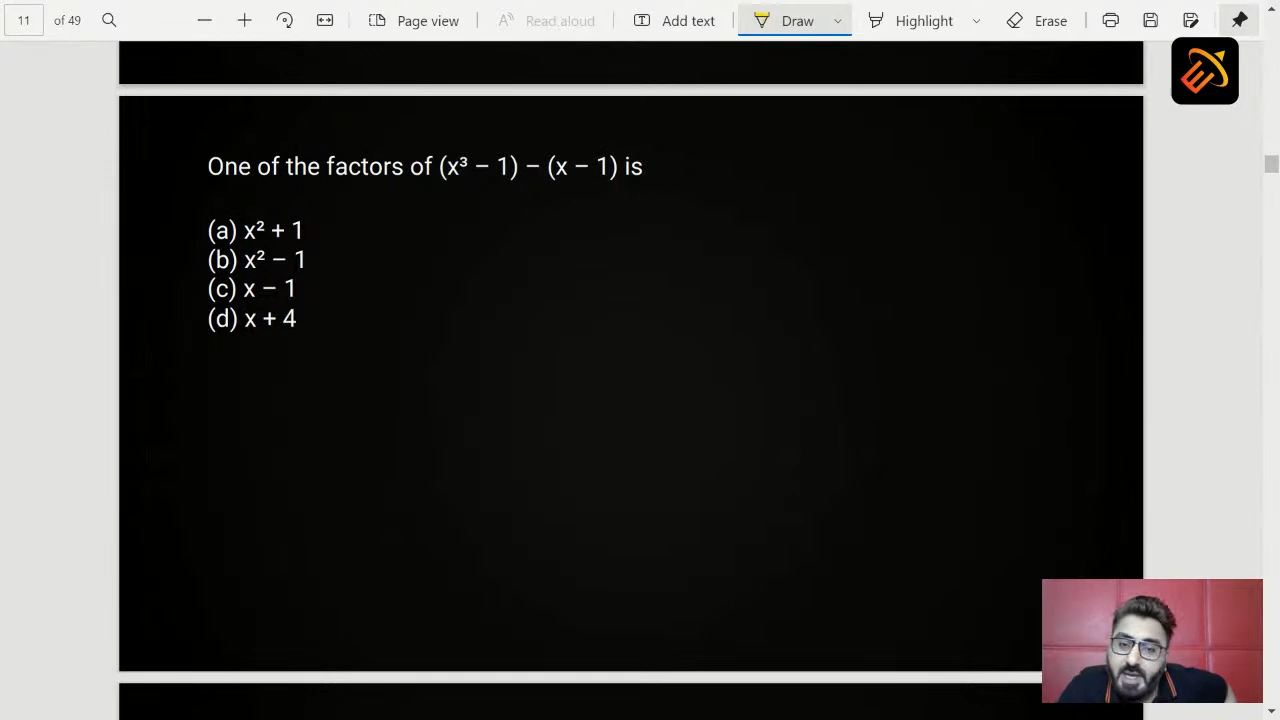 11 of 49 Page view Read aloud Add text Draw Highlight Erase
One of the factors of (x³ − 1) − (x − 1) is
(a) x² + 1
(b) x² − 1
(c) x − 1
(d) x + 4